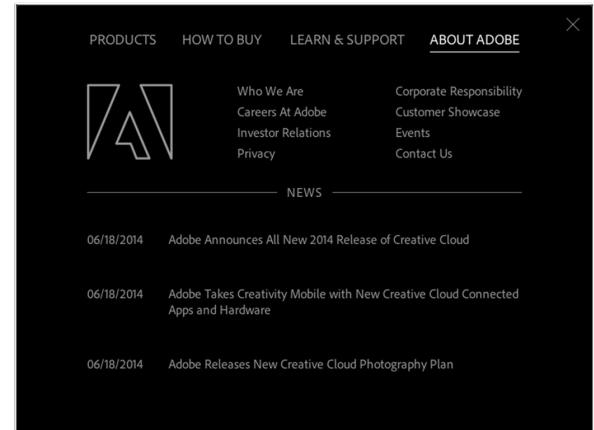 PRODUCTS HOW TO BUY LEARN & SUPPORT ABOUT ADOBE
Who We Are
Careers At Adobe
Investor Relations
Privacy
Corporate Responsibility
Customer Showcase
Events
Contact Us
NEWS
06/18/2014 Adobe Announces All New 2014 Release of Creative Cloud
06/18/2014 Adobe Takes Creativity Mobile with New Creative Cloud Connected
Apps and Hardware
06/18/2014 Adobe Releases New Creative Cloud Photography Plan